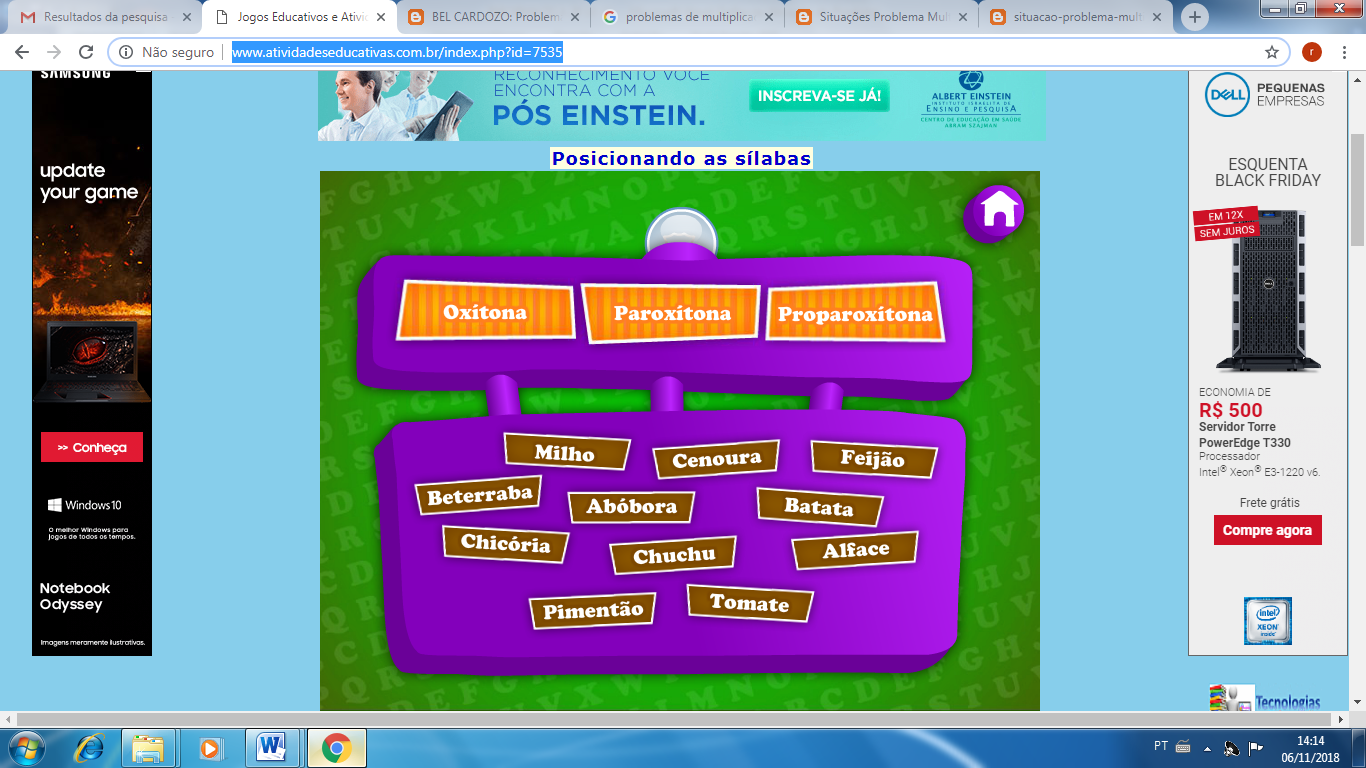 Resultados da pesquisa
Jogos Educativos e Ativid
BEL CARDOZO: Problem
problemas de multiplica
Situações Problema Mul
situacao-problema-mult
Não seguro
www.atividadeseducativas.com.br/index.php?id=7535
r
SAMSUNG
update
your game
>> Conheça
Windows 10
O melhor Windows para
jogos de todos os tempos.
Notebook
Odyssey
Imagens meramente ilustrativas.
RECONHECIMENTO VOCÊ
ENCONTRA COM A
PÓS EINSTEIN.
INSCREVA-SE JÁ!
ALBERT EINSTEIN
INSTITUTO ISRAELITA DE
ENSINO E PESQUISA
CENTRO DE EDUCAÇÃO EM SAÚDE
ABRAM SZAJMAN
Posicionando as sílabas
Oxítona
Paroxítona
Proparoxítona
Milho
Cenoura
Feijão
Beterraba
Abóbora
Batata
Chicória
Chuchu
Alface
Pimentão
Tomate
DELL
PEQUENAS
EMPRESAS
ESQUENTA
BLACK FRIDAY
EM 12X
SEM JUROS
ECONOMIA DE
R$ 500
Servidor Torre
PowerEdge T330
Processador
Intel® Xeon® E3-1220 v6.
Frete grátis
Compre agora
intel
XEON
inside
Tecnologias
PT
14:14
06/11/2018